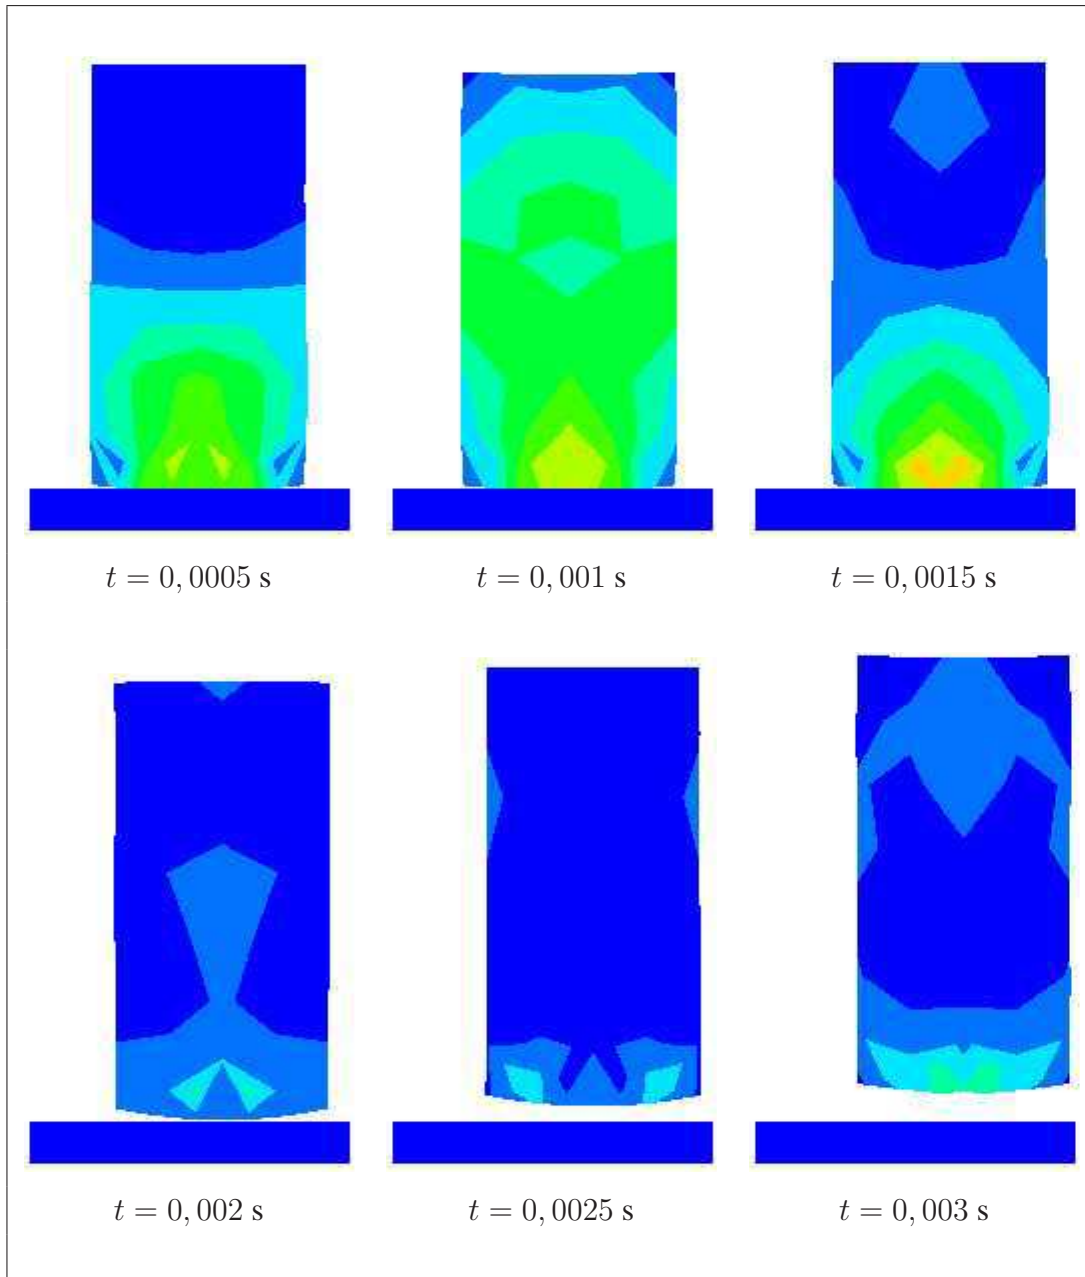 t = 0, 0005 s
t = 0, 001 s
t = 0, 0015 s
t = 0, 002 s
t = 0, 0025 s
t = 0, 003 s